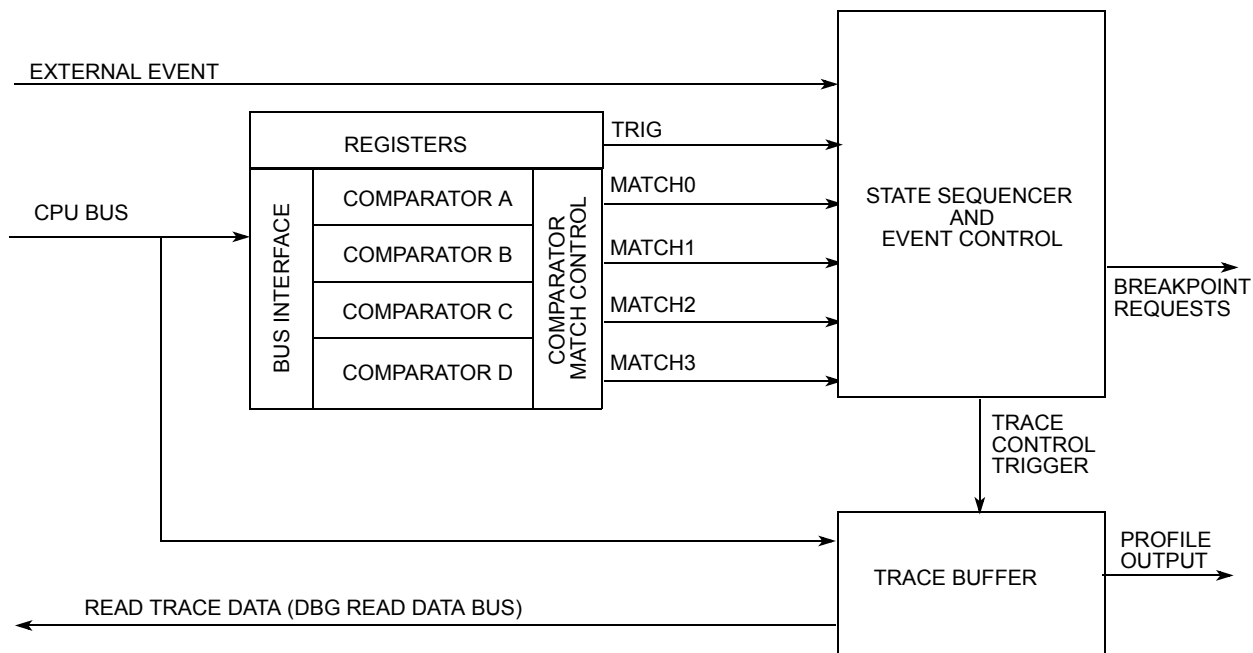 EXTERNAL EVENT
REGISTERS
TRIG
CPU BUS
BUS INTERFACE
COMPARATOR A
COMPARATOR B
COMPARATOR C
COMPARATOR D
COMPARATOR
MATCH CONTROL
MATCH0
MATCH1
MATCH2
MATCH3
STATE SEQUENCER
AND
EVENT CONTROL
BREAKPOINT
REQUESTS
TRACE
CONTROL
TRIGGER
TRACE BUFFER
PROFILE
OUTPUT
READ TRACE DATA (DBG READ DATA BUS)